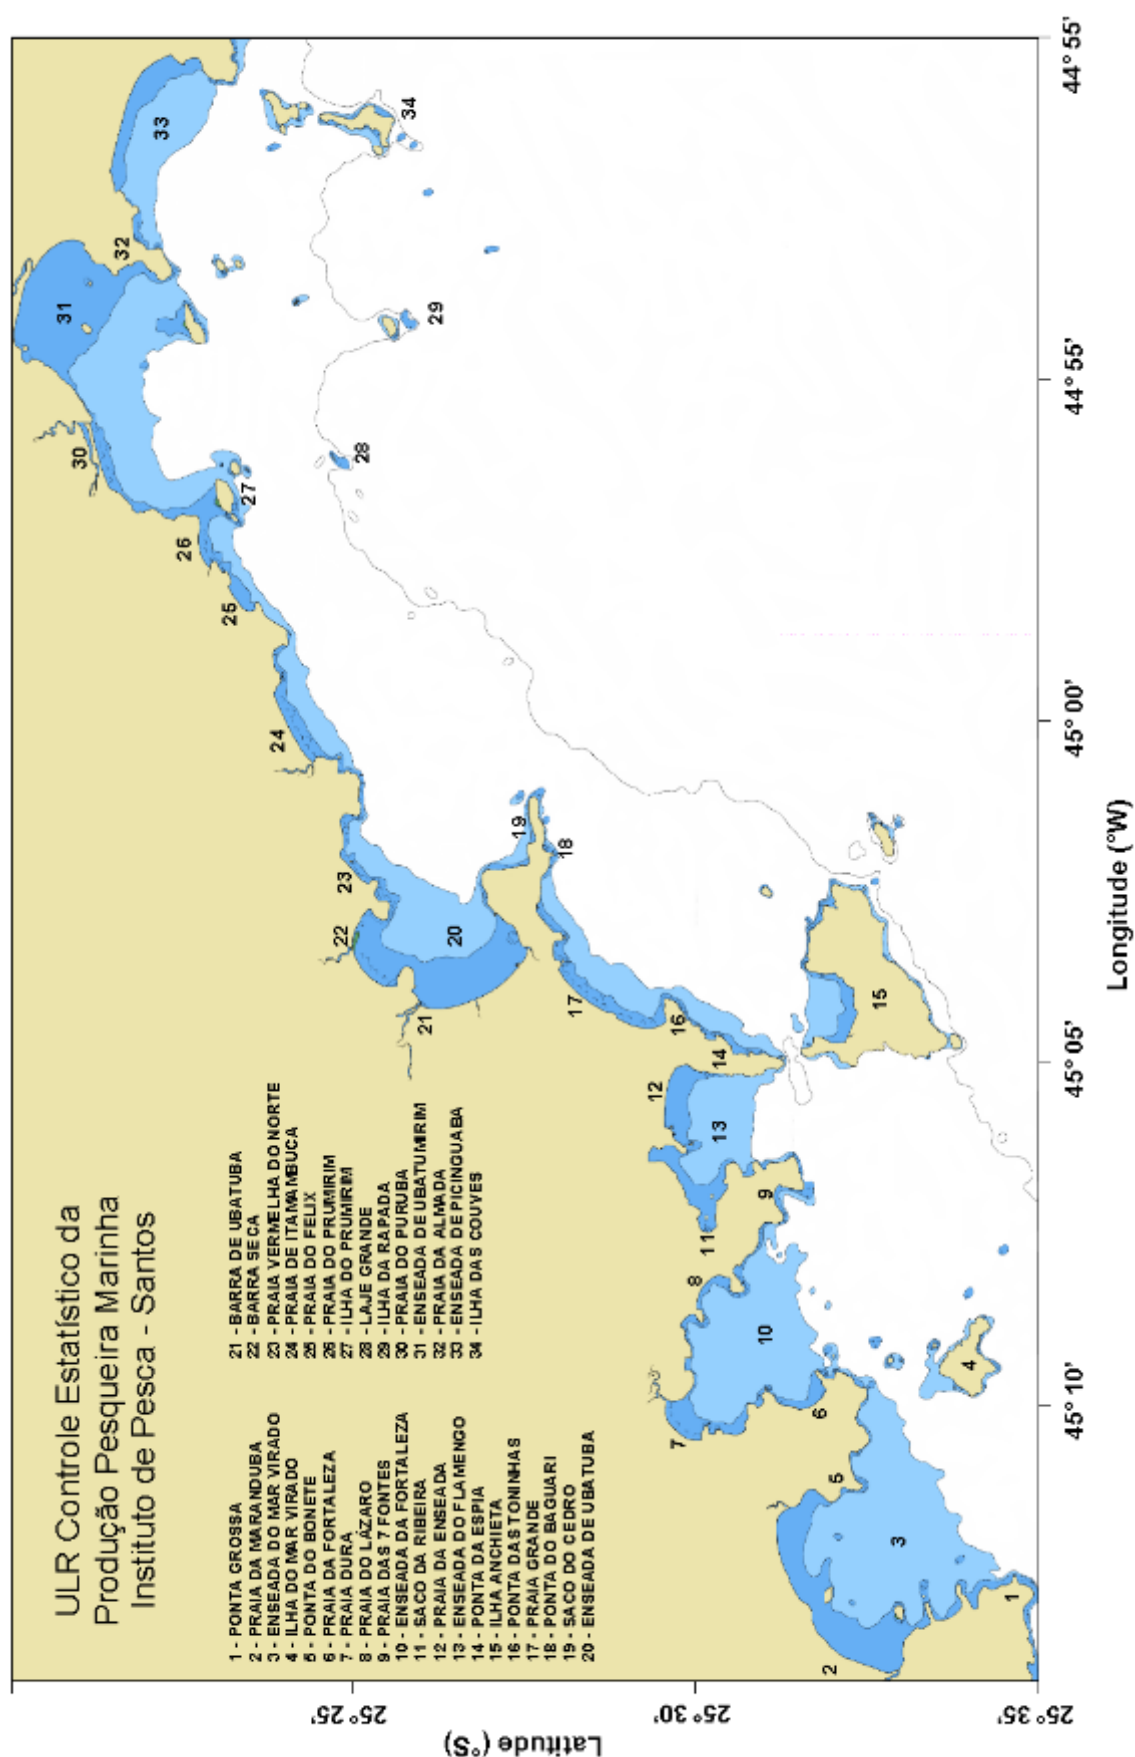 ULR Controle Estatístico da
Produção Pesqueira Marinha
Instituto de Pesca - Santos
1 - PONTA GROSSA
2 - PRAIA DA MARANDUBA
3 - ENSEADA DO MAR VIRADO
4 - ILHA DO MAR VIRADO
5 - PONTA DO BONETE
6 - PRAIA DA FORTALEZA
7 - PRAIA DURA
8 - PRAIA DO LÁZARO
9 - PRAIA DAS 7 FONTES
10 - ENSEADA DA FORTALEZA
11 - SACO DA RIBEIRA
12 - PRAIA DA ENSEADA
13 - ENSEADA DO FLAMENGO
14 - PONTA DA ESPIA
15 - ILHA ANCHIETA
16 - PONTA DAS TONINHAS
17 - PRAIA GRANDE
18 - PONTA DO BAGUARI
19 - SACO DO CEDRO
20 - ENSEADA DE UBATUBA
21 - BARRA DE UBATUBA
22 - BARRA SECA
23 - PRAIA VERMELHA DO NORTE
24 - PRAIA DE ITAMAMBUCA
25 - PRAIA DO FELIX
26 - PRAIA DO PRUMIRIM
27 - ILHA DO PRUMIRIM
28 - LAJE GRANDE
29 - ILHA DA RAPADA
30 - PRAIA DO PURUBA
31 - ENSEADA DE UBATUMIRIM
32 - PRAIA DA ALMADA
33 - ENSEADA DE PICINGUABA
34 - ILHA DAS COUVES
1
2
3
4
5
6
7
8
9
10
11
12
13
14
15
16
17
18
19
20
21
22
23
24
25
26
27
28
29
30
31
32
33
34
Latitude (°S)
25° 25'
25° 30'
25° 35'
45° 10'
45° 05'
45° 00'
44° 55'
44° 55'
Longitude (°W)